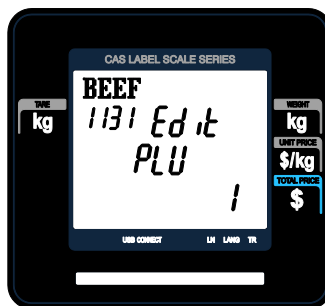 CAS LABEL SCALE SERIES
BEEF
1131 Edit
PLU
1
TARE
kg
WEIGHT
kg
UNIT PRICE
$/kg
TOTAL PRICE
$
USB CONNECT LN LANG TR